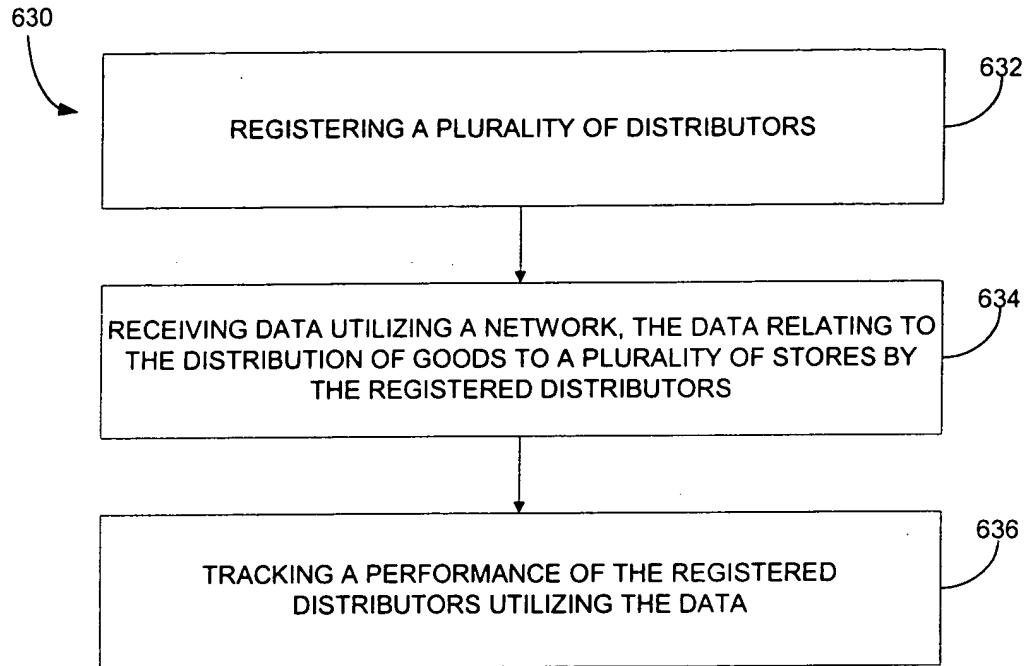 630
632
REGISTERING A PLURALITY OF DISTRIBUTORS
634
RECEIVING DATA UTILIZING A NETWORK, THE DATA RELATING TO
THE DISTRIBUTION OF GOODS TO A PLURALITY OF STORES BY
THE REGISTERED DISTRIBUTORS
636
TRACKING A PERFORMANCE OF THE REGISTERED
DISTRIBUTORS UTILIZING THE DATA